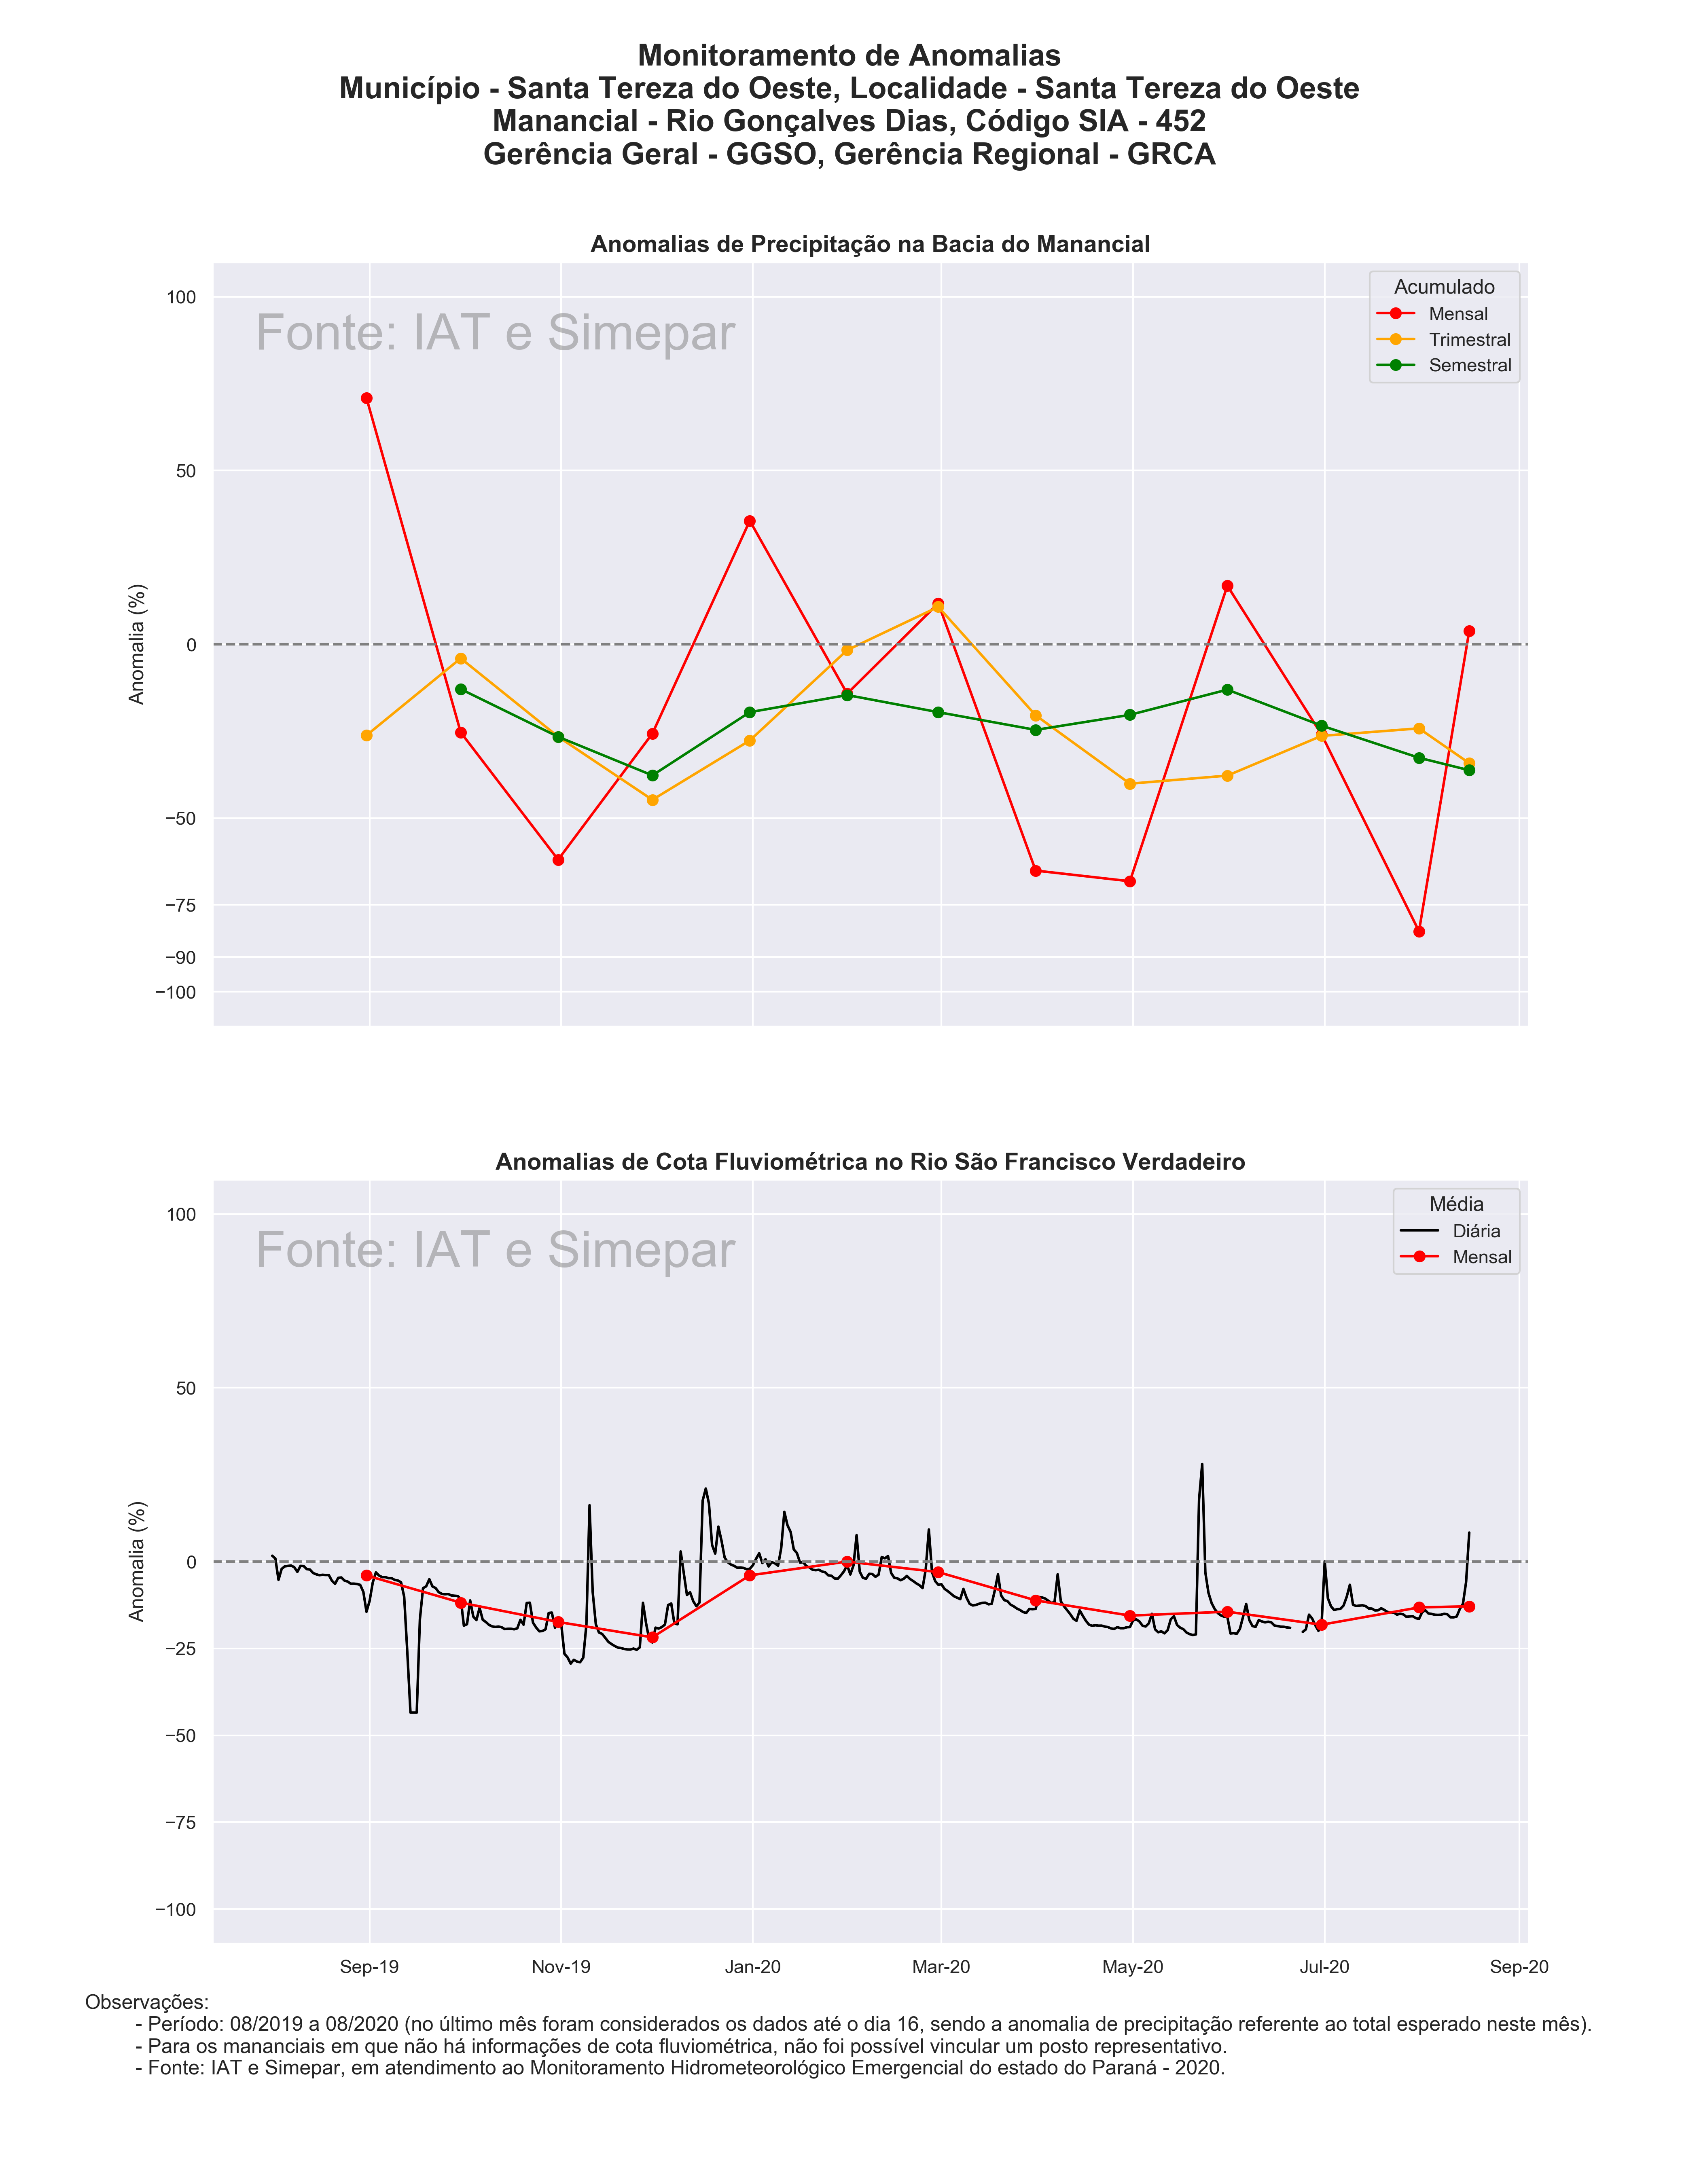 Monitoramento de Anomalias
Município - Santa Tereza do Oeste, Localidade - Santa Tereza do Oeste
Manancial - Rio Gonçalves Dias, Código SIA - 452
Gerência Geral - GGSO, Gerência Regional - GRCA
Anomalias de Precipitação na Bacia do Manancial
Fonte: IAT e Simepar
Acumulado
Mensal
Trimestral
Semestral
Anomalia (%)
100
50
0
−50
−75
−90
−100
Anomalias de Cota Fluviométrica no Rio São Francisco Verdadeiro
Fonte: IAT e Simepar
Média
Diária
Mensal
Anomalia (%)
100
50
0
−25
−50
−75
−100
Sep-19 Nov-19 Jan-20 Mar-20 May-20 Jul-20 Sep-20
Observações:
- Período: 08/2019 a 08/2020 (no último mês foram considerados os dados até o dia 16, sendo a anomalia de precipitação referente ao total esperado neste mês).
- Para os mananciais em que não há informações de cota fluviométrica, não foi possível vincular um posto representativo.
- Fonte: IAT e Simepar, em atendimento ao Monitoramento Hidrometeorológico Emergencial do estado do Paraná - 2020.